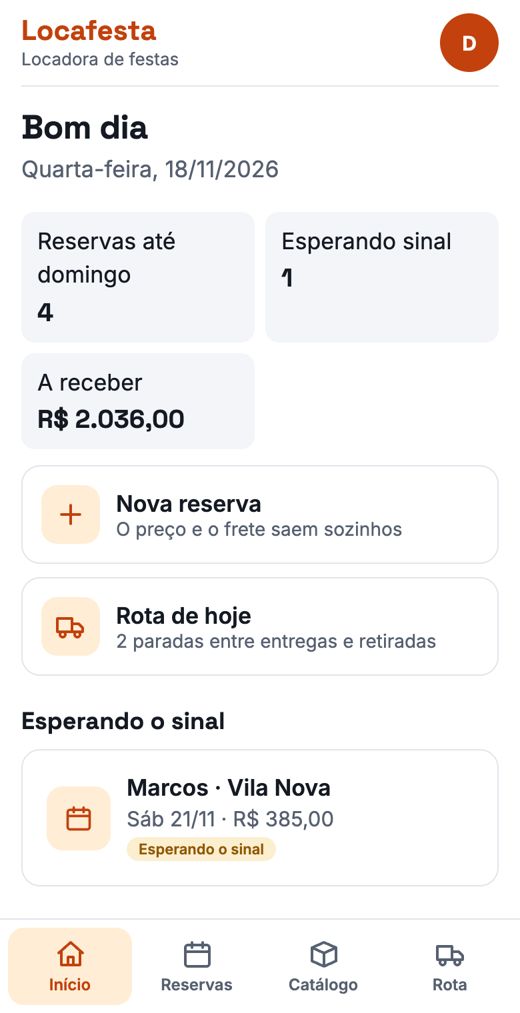 Locafesta
Locadora de festas
D
Bom dia
Quarta-feira, 18/11/2026
Reservas até
domingo
4
Esperando sinal
1
A receber
R$ 2.036,00
Nova reserva
O preço e o frete saem sozinhos
Rota de hoje
2 paradas entre entregas e retiradas
Esperando o sinal
Marcos · Vila Nova
Sáb 21/11 · R$ 385,00
Esperando o sinal
Início
Reservas
Catálogo
Rota